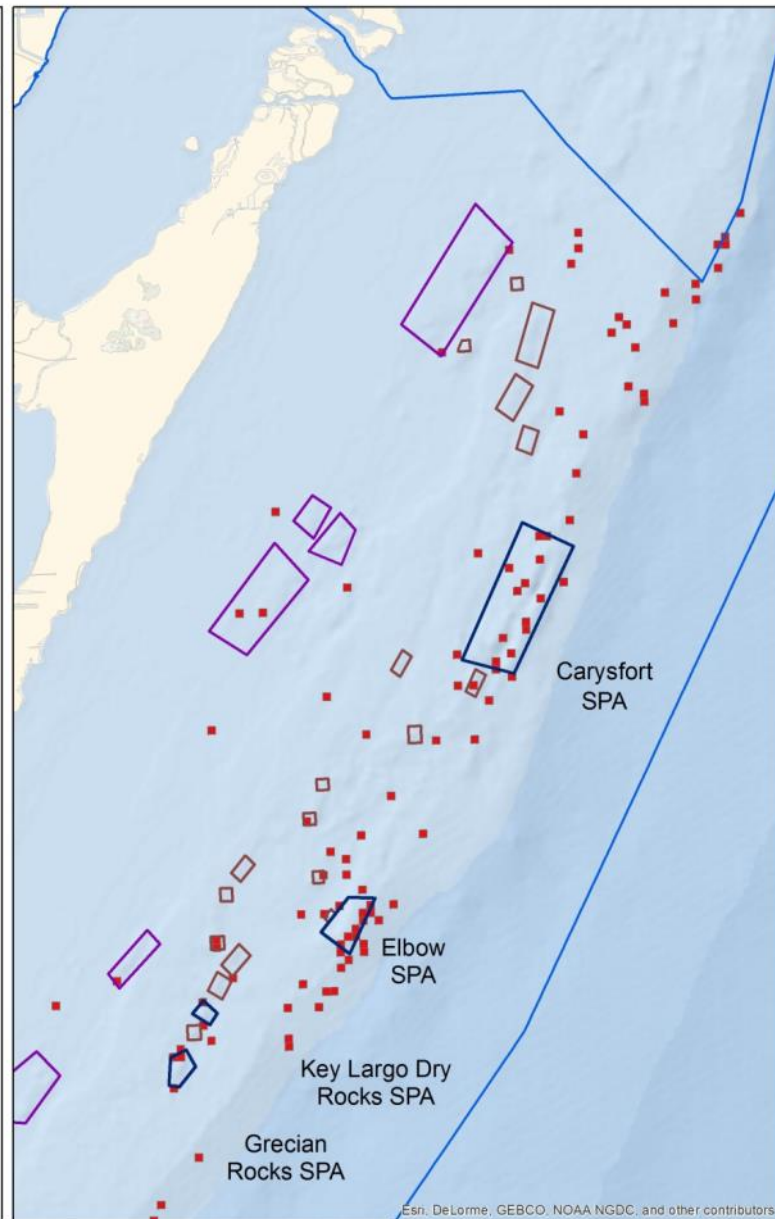 Carysfort
SPA
Elbow
SPA
Key Largo Dry
Rocks SPA
Grecian
Rocks SPA
Esri, DeLorme, GEBCO, NOAA NGDC, and other contributors